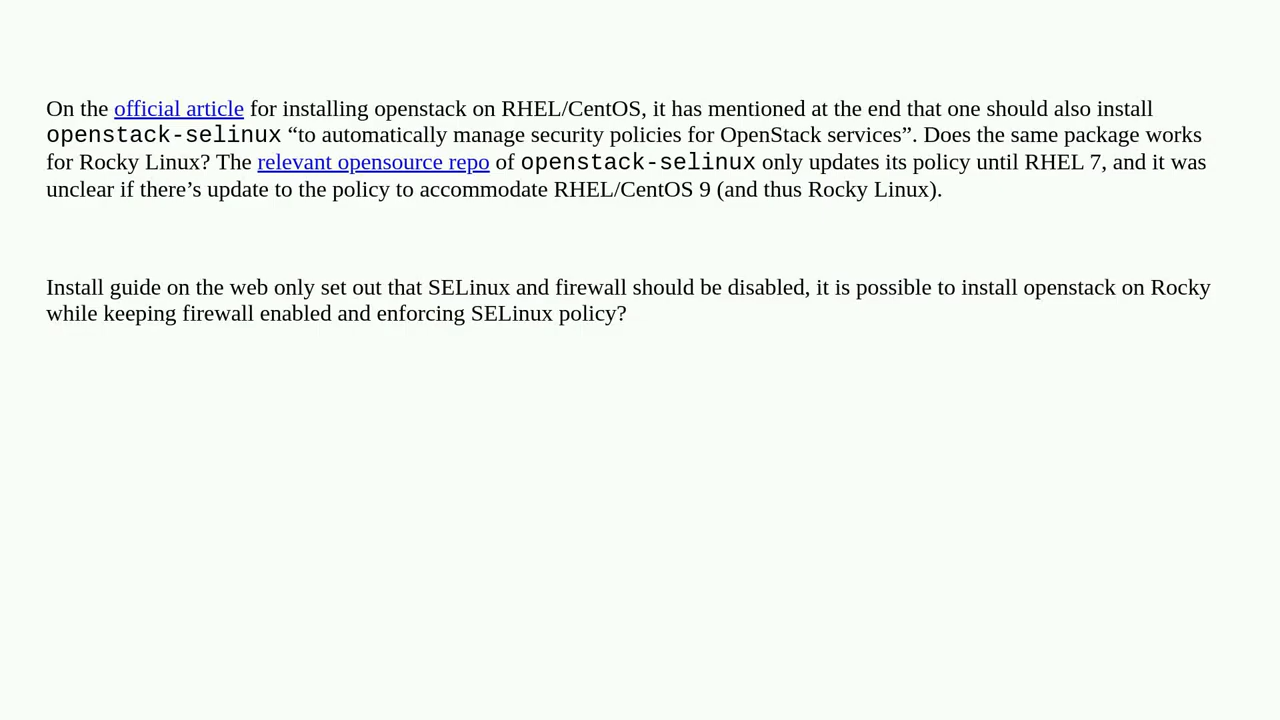 On the official article for installing openstack on RHEL/CentOS, it has mentioned at the end that one should also install
openstack-selinux “to automatically manage security policies for OpenStack services”. Does the same package works
for Rocky Linux? The relevant opensource repo of openstack-selinux only updates its policy until RHEL 7, and it was
unclear if there’s update to the policy to accommodate RHEL/CentOS 9 (and thus Rocky Linux).
Install guide on the web only set out that SELinux and firewall should be disabled, it is possible to install openstack on Rocky
while keeping firewall enabled and enforcing SELinux policy?